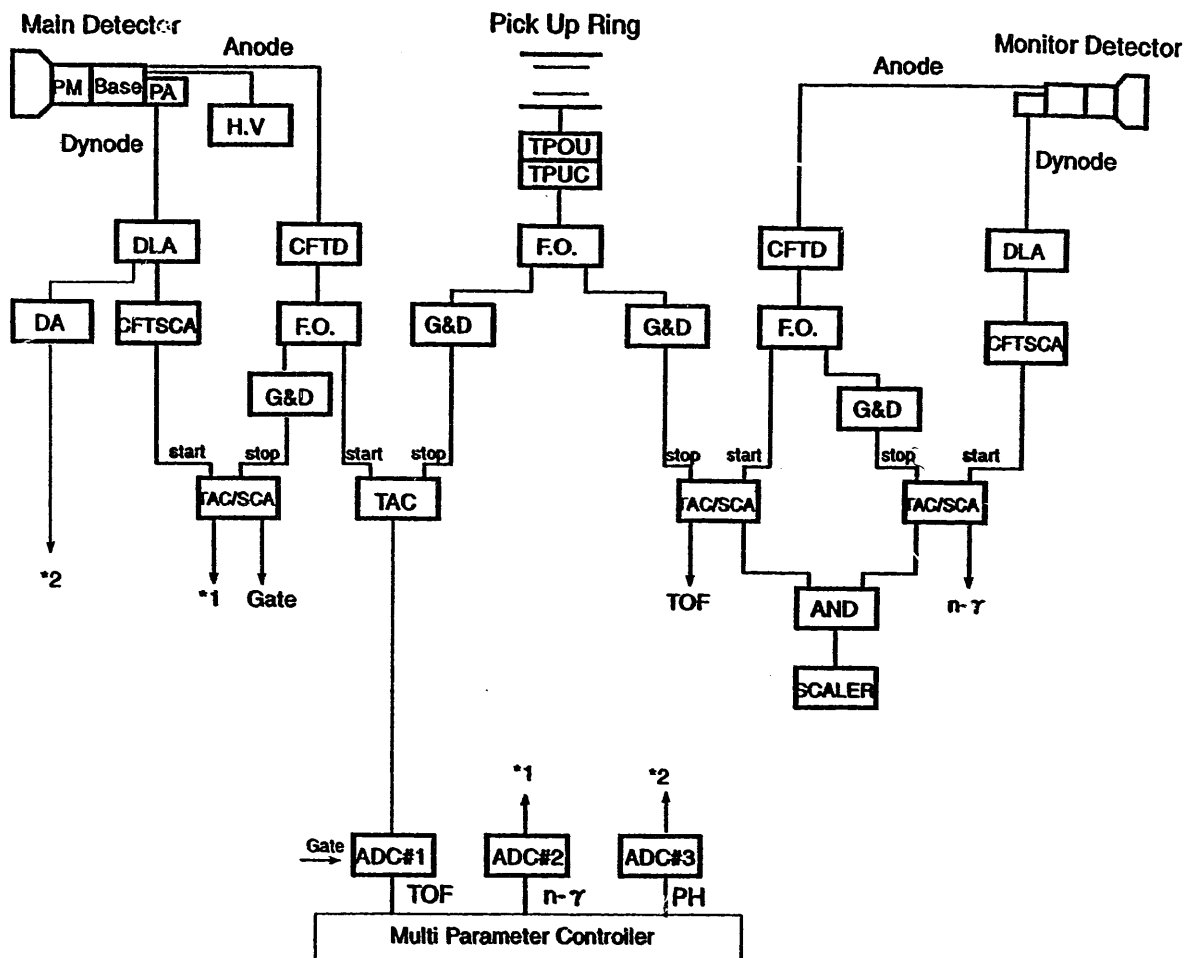 Main Detector
Pick Up Ring
Monitor Detector
Anode
Anode
PM
Base
PA
H.V
Dynode
Dynode
TPOU
TPUC
DLA
CFTD
F.O.
CFTD
DLA
DA
CFTSCA
F.O.
G&D
G&D
F.O.
CFTSCA
G&D
G&D
start
stop
start
stop
stop
start
stop
start
TAC/SCA
TAC
TAC/SCA
TAC/SCA
*2
*1
Gate
TOF
AND
n-γ
SCALER
*1
*2
Gate
ADC#1
ADC#2
ADC#3
TOF
n-γ
PH
Multi Parameter Controller